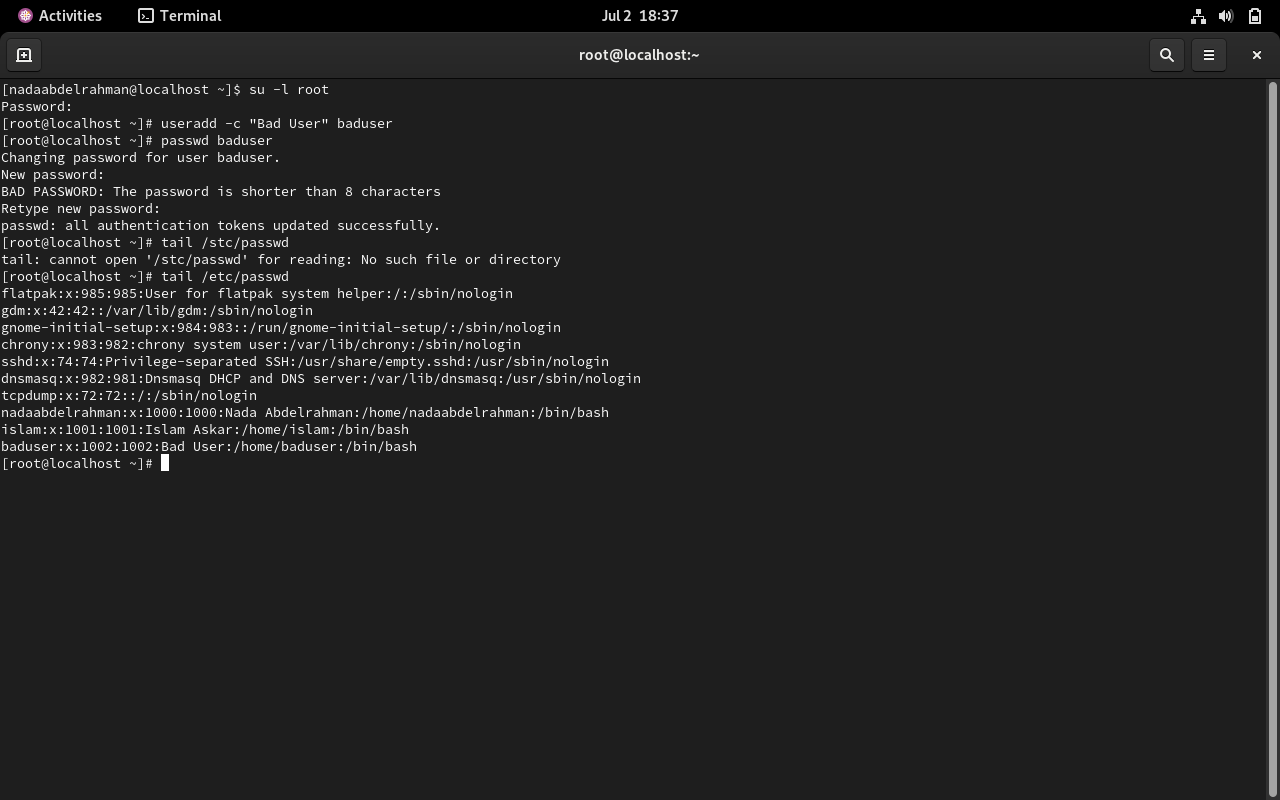 Activities Terminal Jul 2 18:37
root@localhost:~
[nadaabdelrahman@localhost ~]$ su -l root
Password:
[root@localhost ~]# useradd -c "Bad User" baduser
[root@localhost ~]# passwd baduser
Changing password for user baduser.
New password:
BAD PASSWORD: The password is shorter than 8 characters
Retype new password:
passwd: all authentication tokens updated successfully.
[root@localhost ~]# tail /stc/passwd
tail: cannot open '/stc/passwd' for reading: No such file or directory
[root@localhost ~]# tail /etc/passwd
flatpak:x:985:985:User for flatpak system helper:/:/sbin/nologin
gdm:x:42:42::/var/lib/gdm:/sbin/nologin
gnome-initial-setup:x:984:983::/run/gnome-initial-setup/:/sbin/nologin
chrony:x:983:982:chrony system user:/var/lib/chrony:/sbin/nologin
sshd:x:74:74:Privilege-separated SSH:/usr/share/empty.sshd:/usr/sbin/nologin
dnsmasq:x:982:981:Dnsmasq DHCP and DNS server:/var/lib/dnsmasq:/usr/sbin/nologin
tcpdump:x:72:72::/:/sbin/nologin
nadaabdelrahman:x:1000:1000:Nada Abdelrahman:/home/nadaabdelrahman:/bin/bash
islam:x:1001:1001:Islam Askar:/home/islam:/bin/bash
baduser:x:1002:1002:Bad User:/home/baduser:/bin/bash
[root@localhost ~]#